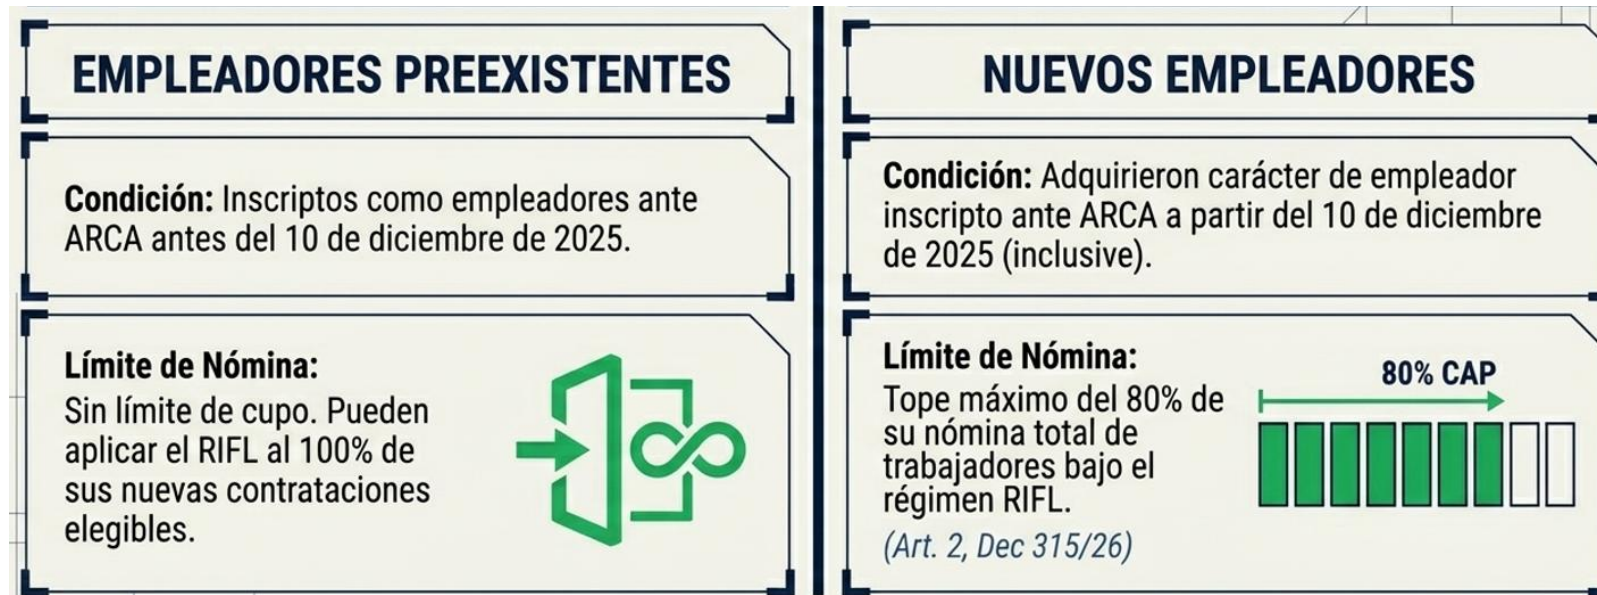 EMPLEADORES PREEXISTENTES
Condición: Inscriptos como empleadores ante
ARCA antes del 10 de diciembre de 2025.
Límite de Nómina:
Sin límite de cupo. Pueden
aplicar el RIFL al 100% de
sus nuevas contrataciones
elegibles.
NUEVOS EMPLEADORES
Condición: Adquirieron carácter de empleador
inscripto ante ARCA a partir del 10 de diciembre
de 2025 (inclusive).
Límite de Nómina:
Tope máximo del 80% de
su nómina total de
trabajadores bajo el
régimen RIFL.
(Art. 2, Dec 315/26)
80% CAP